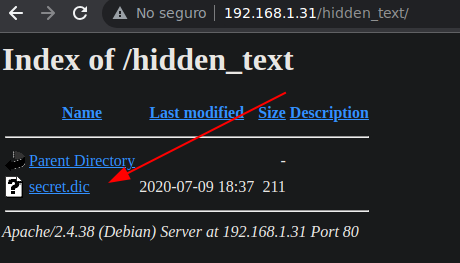 No seguro | 192.168.1.31/hidden_text/
Index of /hidden_text
Name Last modified Size Description
Parent Directory -
secret.dic 2020-07-09 18:37 211
Apache/2.4.38 (Debian) Server at 192.168.1.31 Port 80